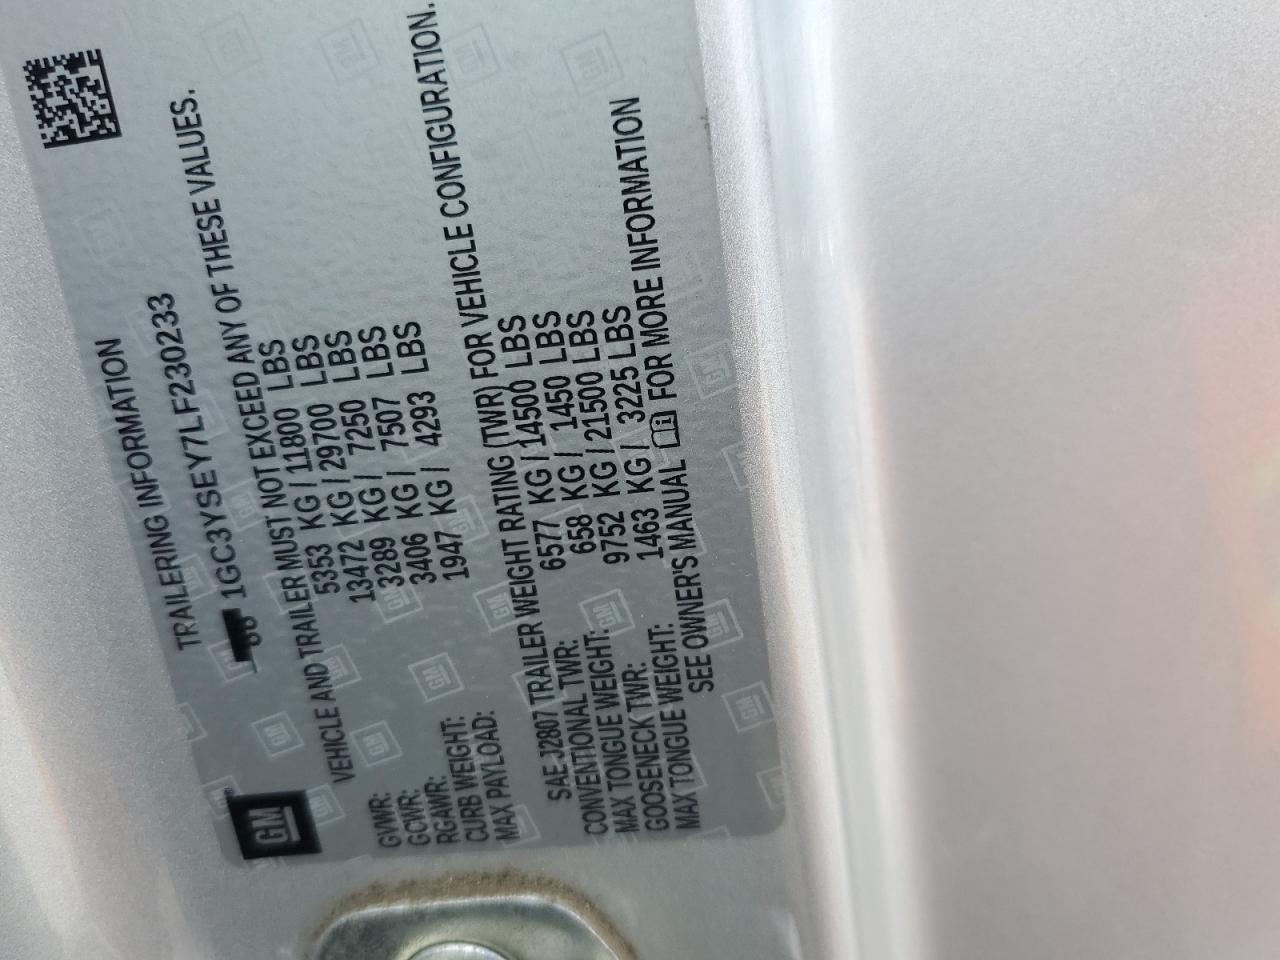 TRAILERING INFORMATION
1GC3YSEY7LF230233
VEHICLE AND TRAILER MUST NOT EXCEED ANY OF THESE VALUES.
GVWR: 5353 KG / 11800 LBS
GCWR: 13472 KG / 29700 LBS
RGAWR: 3289 KG / 7250 LBS
CURB WEIGHT: 3406 KG / 7507 LBS
MAX PAYLOAD: 1947 KG / 4293 LBS
SAE J2807 TRAILER WEIGHT RATING (TWR) FOR VEHICLE CONFIGURATION.
CONVENTIONAL TWR: 6577 KG / 14500 LBS
MAX TONGUE WEIGHT: 658 KG / 1450 LBS
GOOSENECK TWR: 9752 KG / 21500 LBS
MAX TONGUE WEIGHT: 1463 KG / 3225 LBS
SEE OWNER'S MANUAL FOR MORE INFORMATION
GM